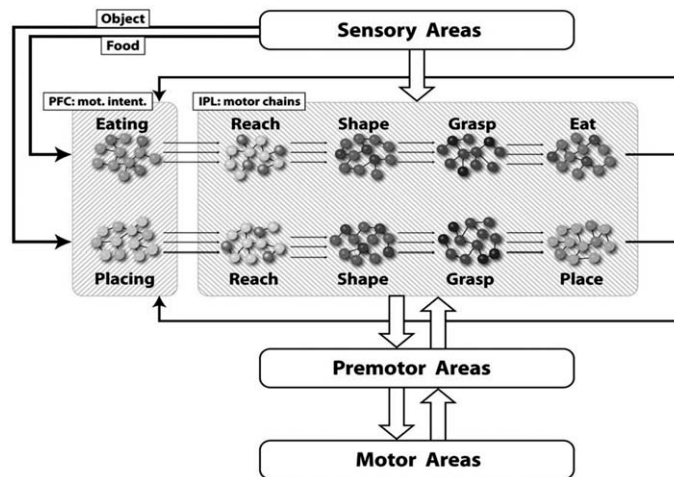 Object
Sensory Areas
Food
PFC: mot. intent.
IPL: motor chains
Eating
Reach
Shape
Grasp
Eat
Placing
Reach
Shape
Grasp
Place
Premotor Areas
Motor Areas